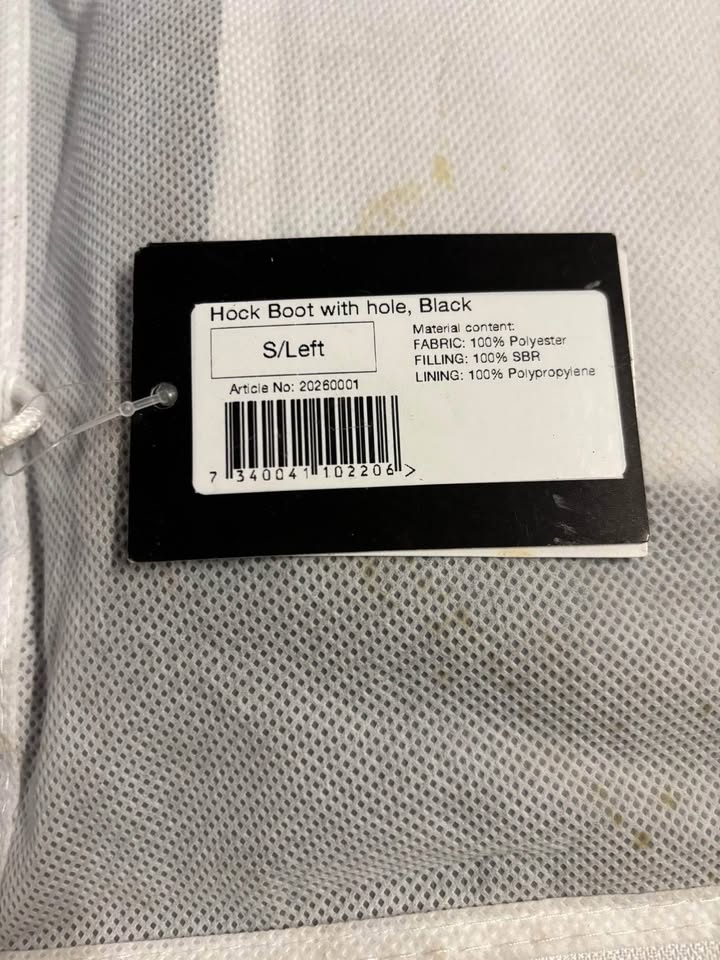 Hock Boot with hole, Black
S/Left
Article No: 20260001
7 340041 102206 >
Material content:
FABRIC: 100% Polyester
FILLING: 100% SBR
LINING: 100% Polypropylene